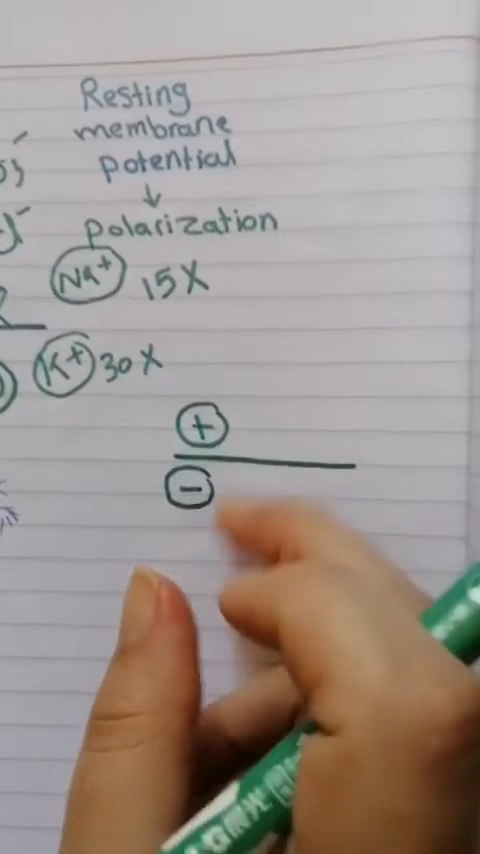 Resting
membrane
potential
↓
polarization
Na+ 15X
K+ 30X
+
-